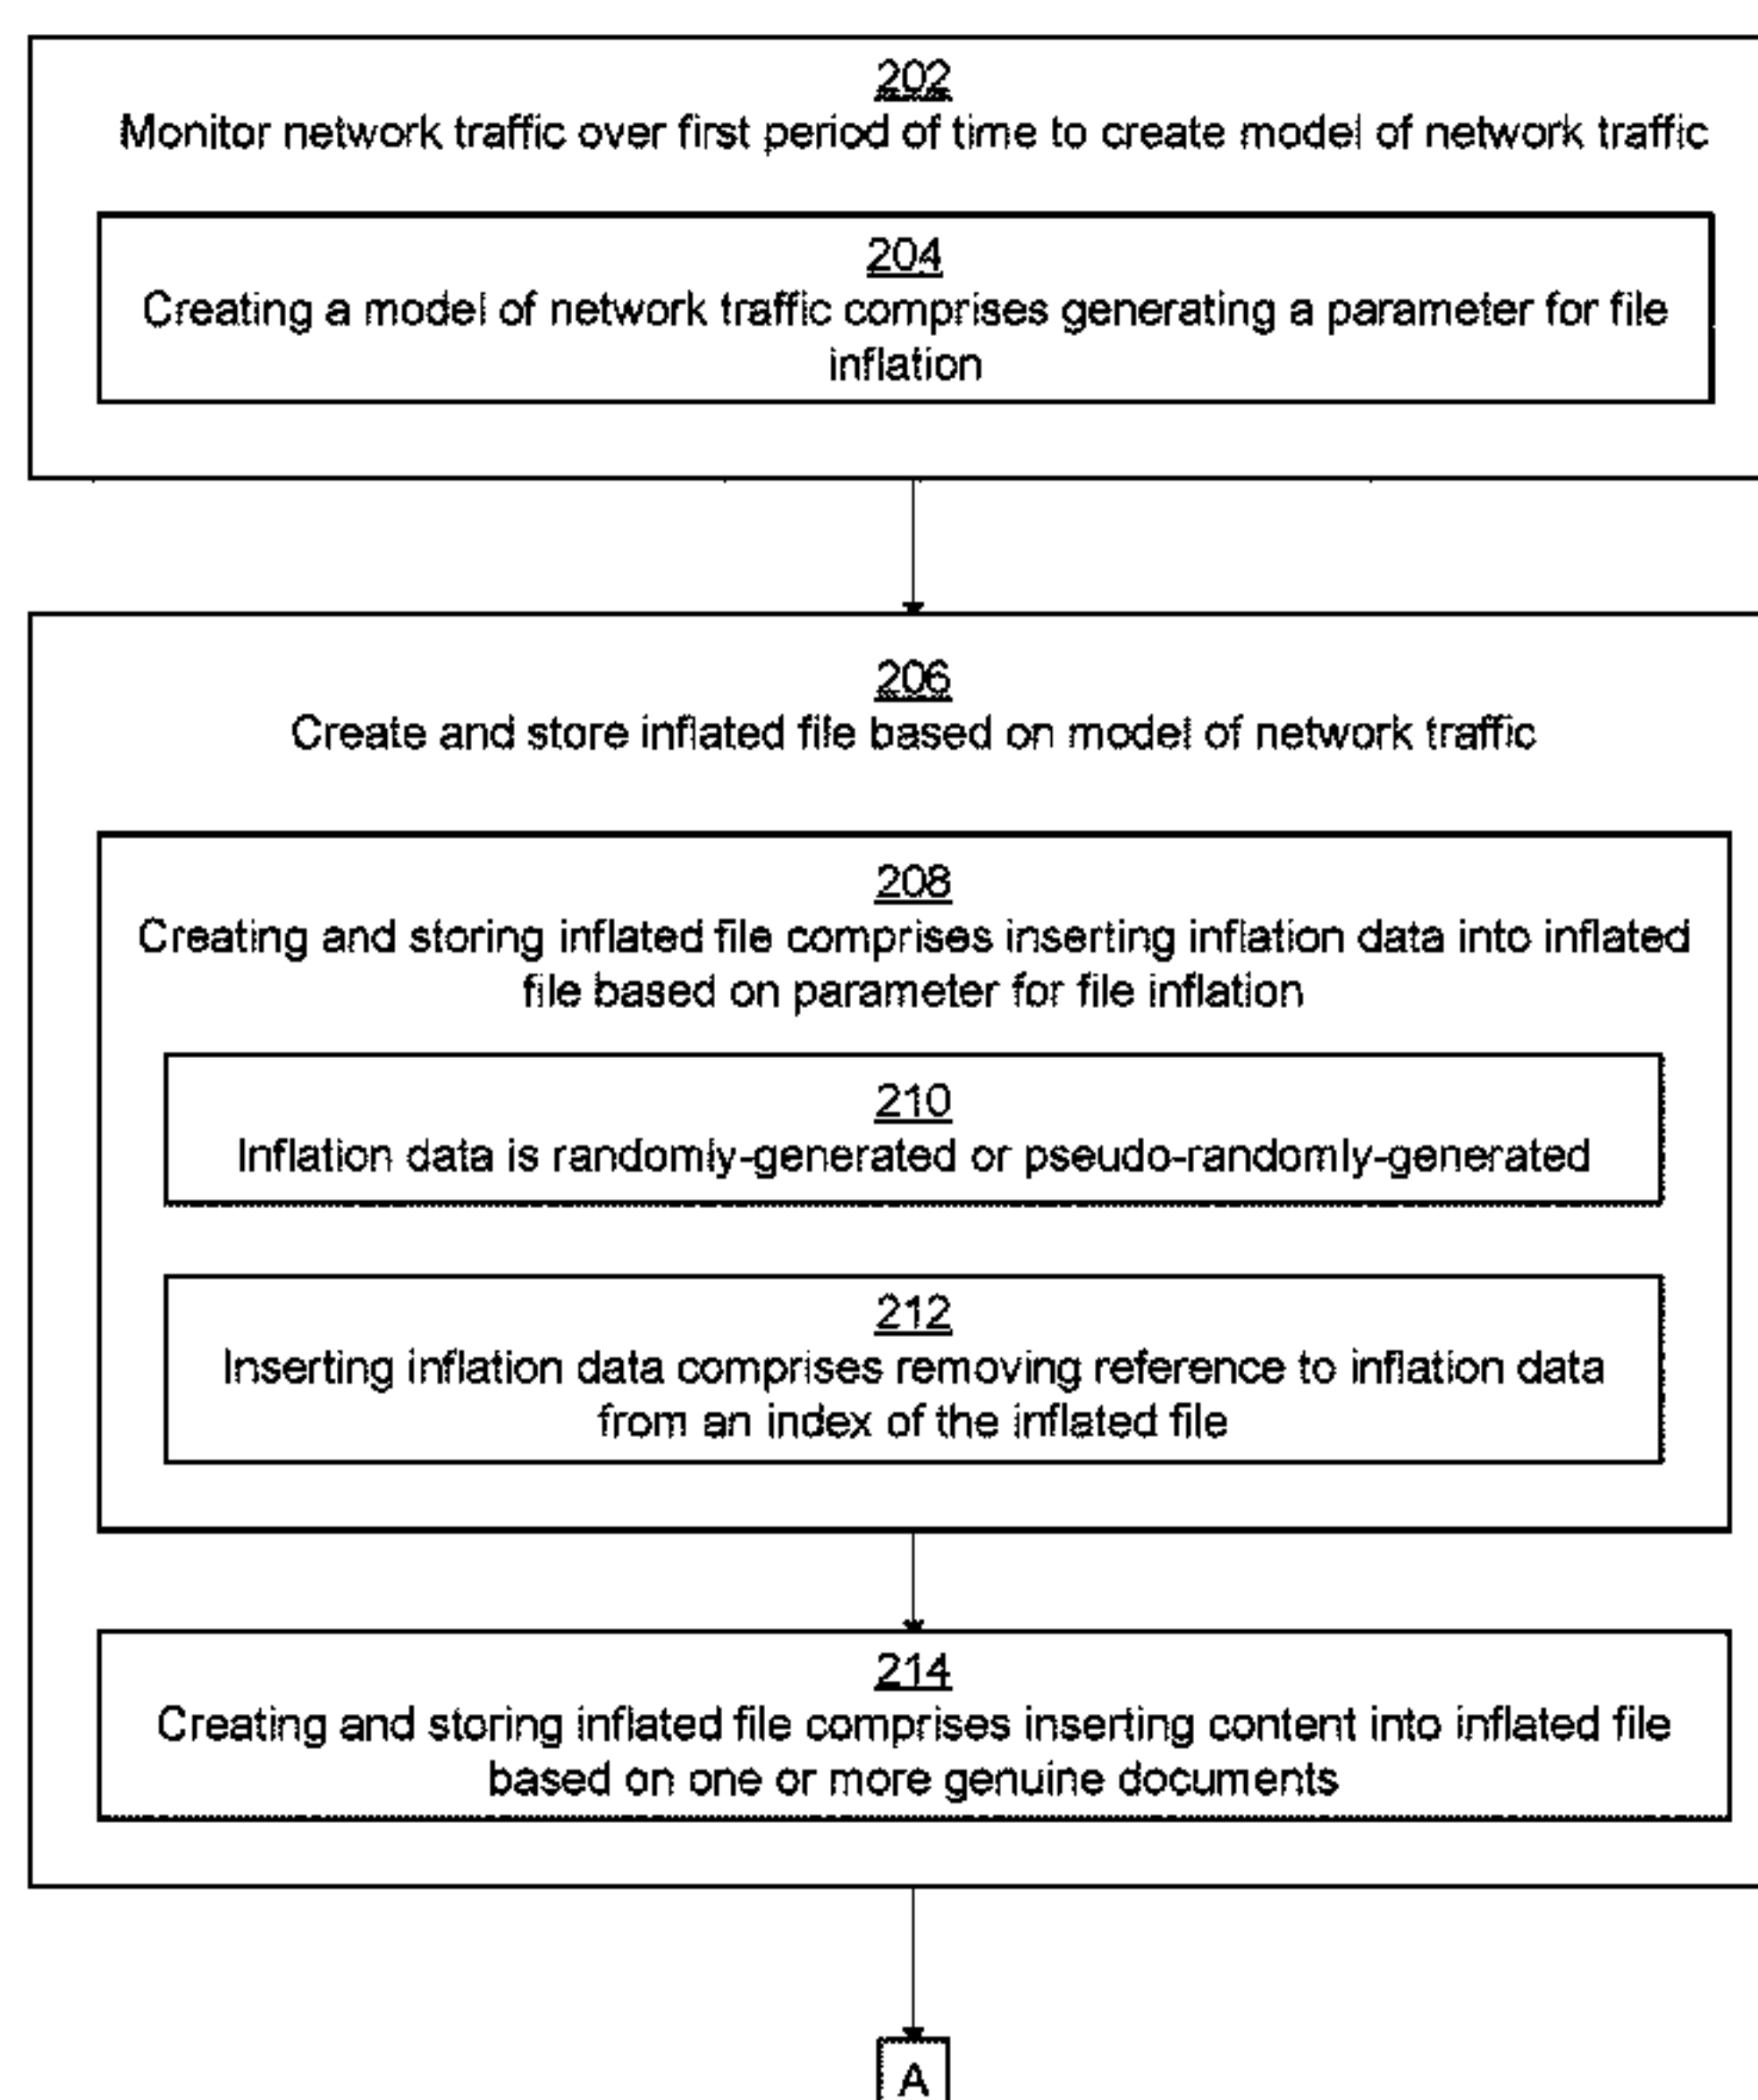 202
Monitor network traffic over first period of time to create model of network traffic
204
Creating a model of network traffic comprises generating a parameter for file
inflation
206
Create and store inflated file based on model of network traffic
208
Creating and storing inflated file comprises inserting inflation data into inflated
file based on parameter for file inflation
210
Inflation data is randomly-generated or pseudo-randomly-generated
212
Inserting inflation data comprises removing reference to inflation data
from an index of the inflated file
214
Creating and storing inflated file comprises inserting content into inflated file
based on one or more genuine documents
A